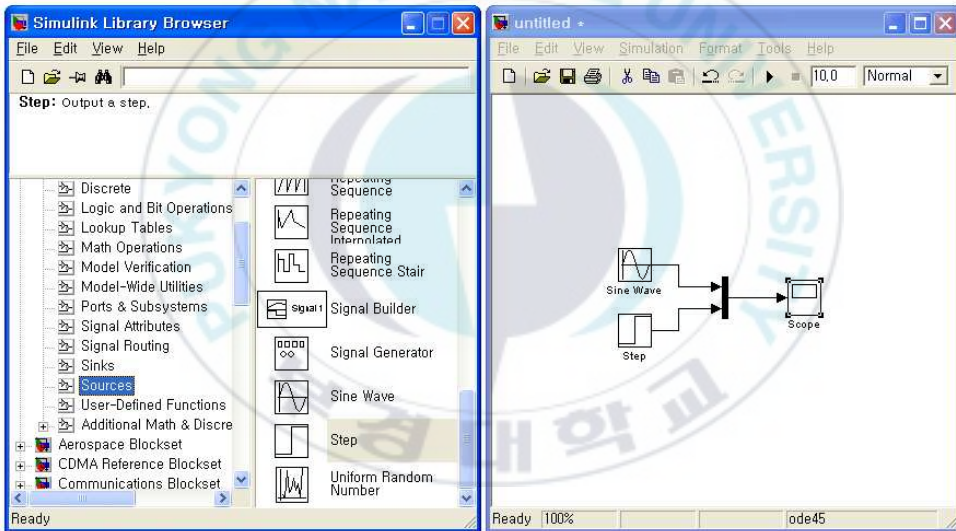 Simulink Library Browser
File Edit View Help
Step: Output a step,
Discrete
Logic and Bit Operations
Lookup Tables
Math Operations
Model Verification
Model-Wide Utilities
Ports & Subsystems
Signal Attributes
Signal Routing
Sinks
Sources
User-Defined Functions
Additional Math & Discre
Aerospace Blockset
CDMA Reference Blockset
Communications Blockset
Repeating
Sequence
Repeating
Sequence
Interpolated
Repeating
Sequence Stair
Signal 1
Signal Builder
Signal Generator
Sine Wave
Step
Uniform Random
Number
Ready
untitled *
File Edit View Simulation Format Tools Help
10,0
Normal
Sine Wave
Step
Scope
Ready 100%
ode45